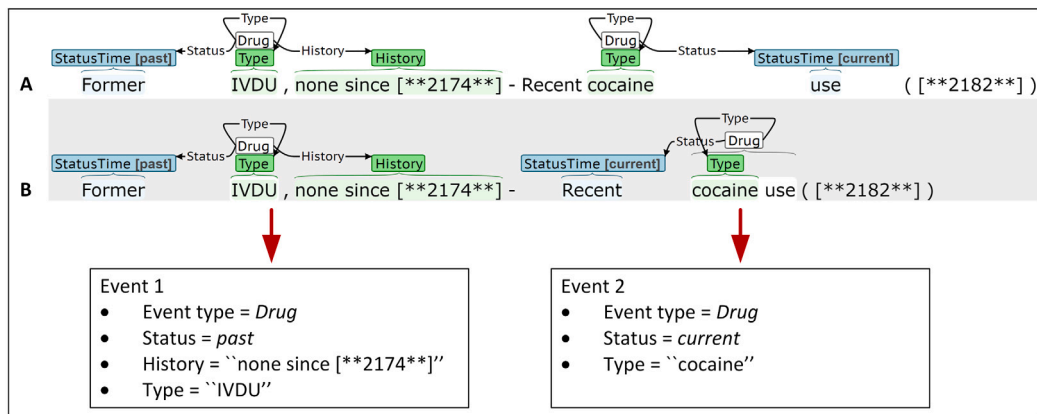 Type Type
Drug Drug
StatusTime [past] Status Type History History Type Status StatusTime [current]
A Former IVDU , none since [**2174**] - Recent cocaine use ( [**2182**] )
Type Type
Drug Status Drug
StatusTime [past] Status Type History History StatusTime [current] Type
B Former IVDU , none since [**2174**] - Recent cocaine use ( [**2182**] )
Event 1
• Event type = Drug
• Status = past
• History = ``none since [**2174**]''
• Type = ``IVDU''
Event 2
• Event type = Drug
• Status = current
• Type = ``cocaine''